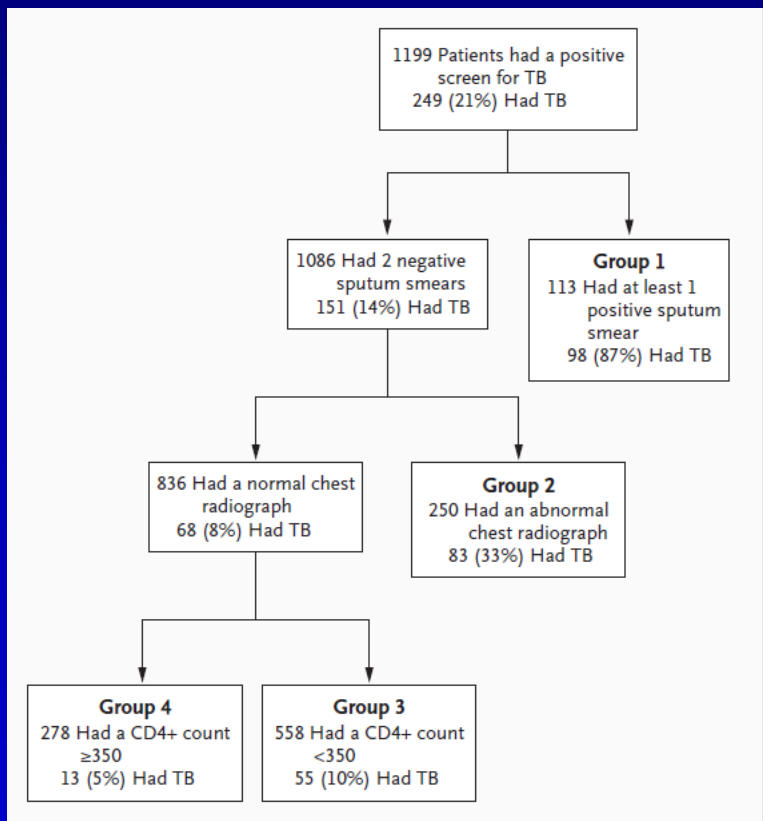 1199 Patients had a positive
screen for TB
249 (21%) Had TB
1086 Had 2 negative
sputum smears
151 (14%) Had TB
Group 1
113 Had at least 1
positive sputum
smear
98 (87%) Had TB
836 Had a normal chest
radiograph
68 (8%) Had TB
Group 2
250 Had an abnormal
chest radiograph
83 (33%) Had TB
Group 4
278 Had a CD4+ count
≥350
13 (5%) Had TB
Group 3
558 Had a CD4+ count
<350
55 (10%) Had TB